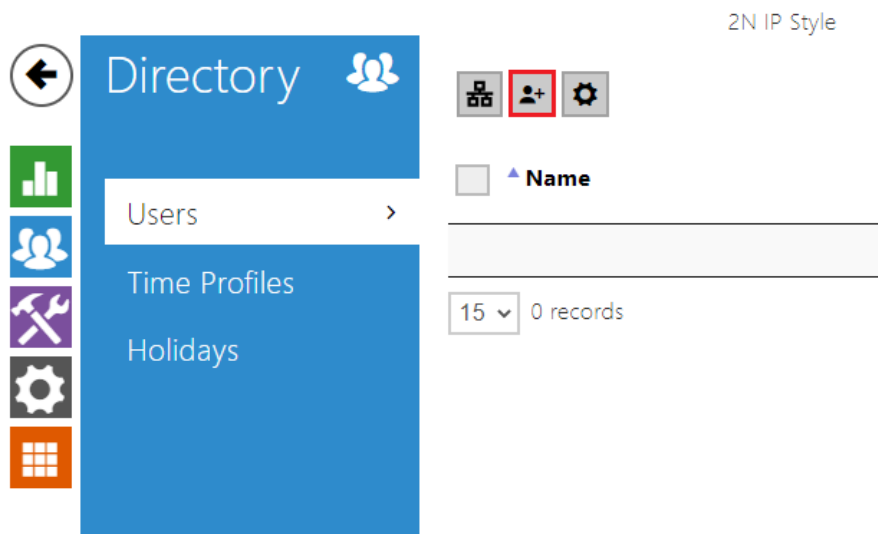 2N IP Style
Directory
Users
Time Profiles
Holidays
Name
15 0 records